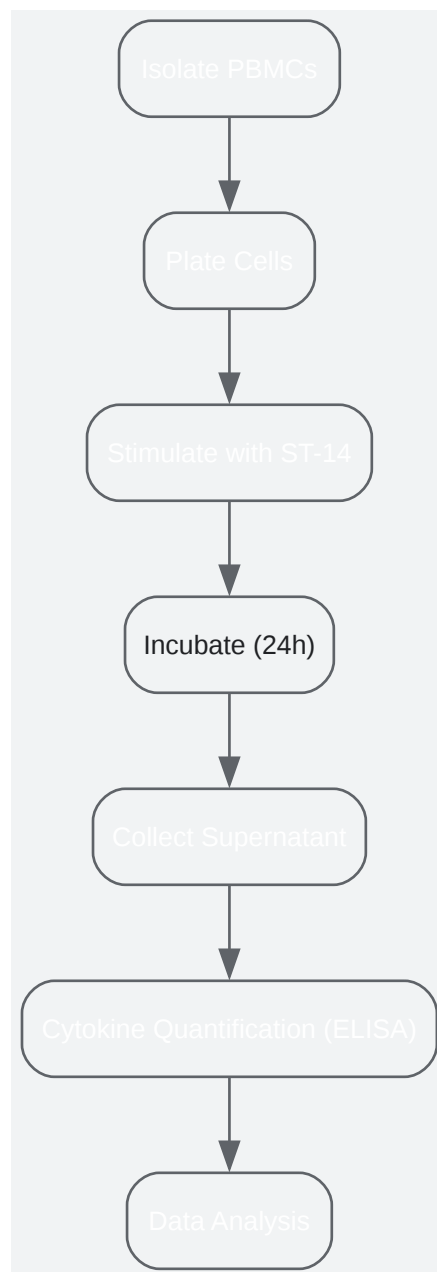 Isolate PBMCs
Plate Cells
Stimulate with ST-14
Incubate (24h)
Collect Supernatant
Cytokine Quantification (ELISA)
Data Analysis